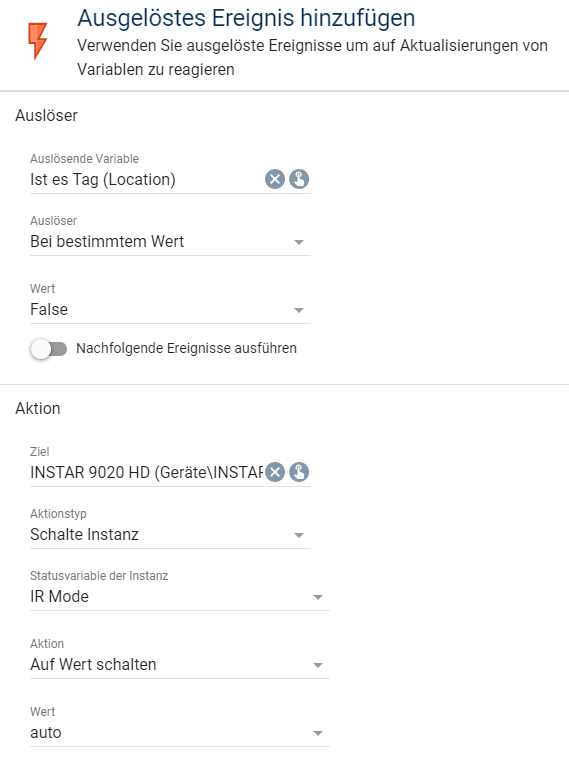 Ausgelöstes Ereignis hinzufügen
Verwenden Sie ausgelöste Ereignisse um auf Aktualisierungen von
Variablen zu reagieren
Auslöser
Auslösende Variable
Ist es Tag (Location)
Auslöser
Bei bestimmtem Wert
Wert
False
Nachfolgende Ereignisse ausführen
Aktion
Ziel
INSTAR 9020 HD (Geräte\INSTAR
Aktionstyp
Schalte Instanz
Statusvariable der Instanz
IR Mode
Aktion
Auf Wert schalten
Wert
auto